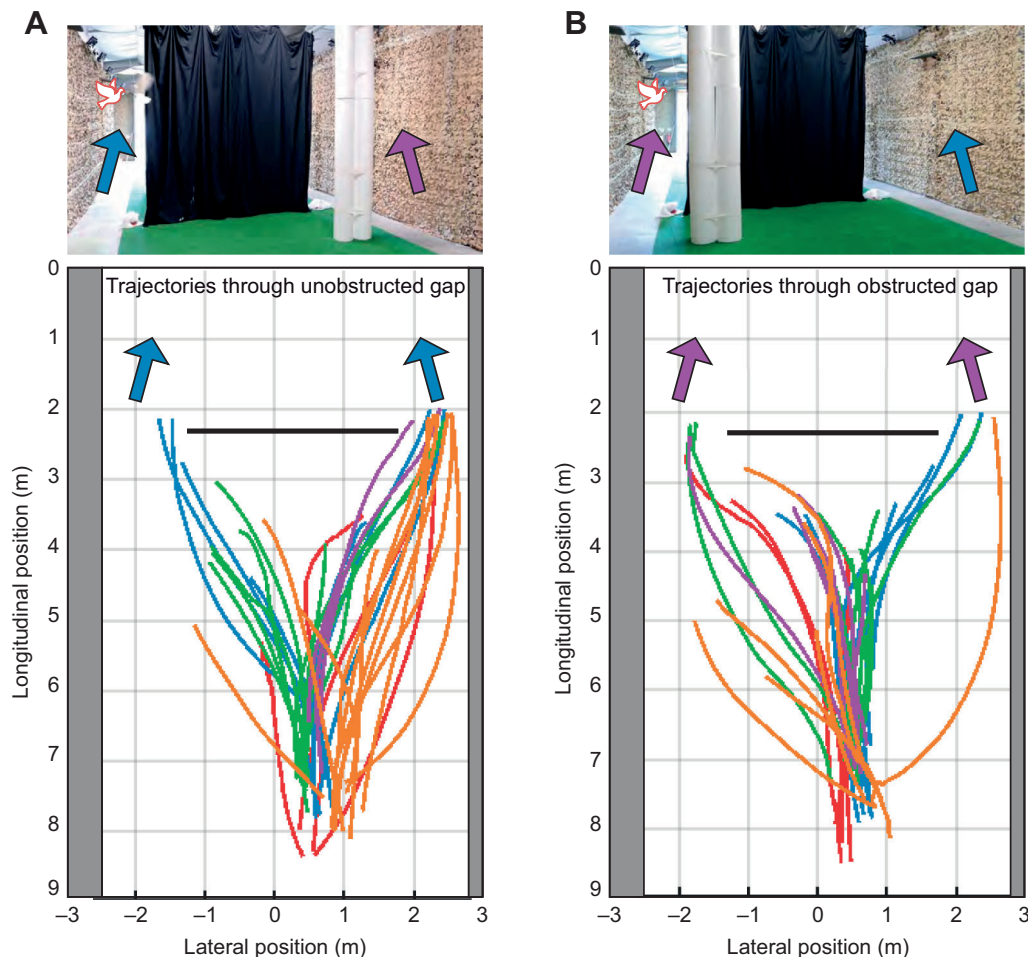 A
B
Trajectories through unobstructed gap
Trajectories through obstructed gap
0
1
2
3
4
5
6
7
8
9
Longitudinal position (m)
–3 –2 –1 0 1 2 3
Lateral position (m)
0
1
2
3
4
5
6
7
8
9
Longitudinal position (m)
–3 –2 –1 0 1 2 3
Lateral position (m)